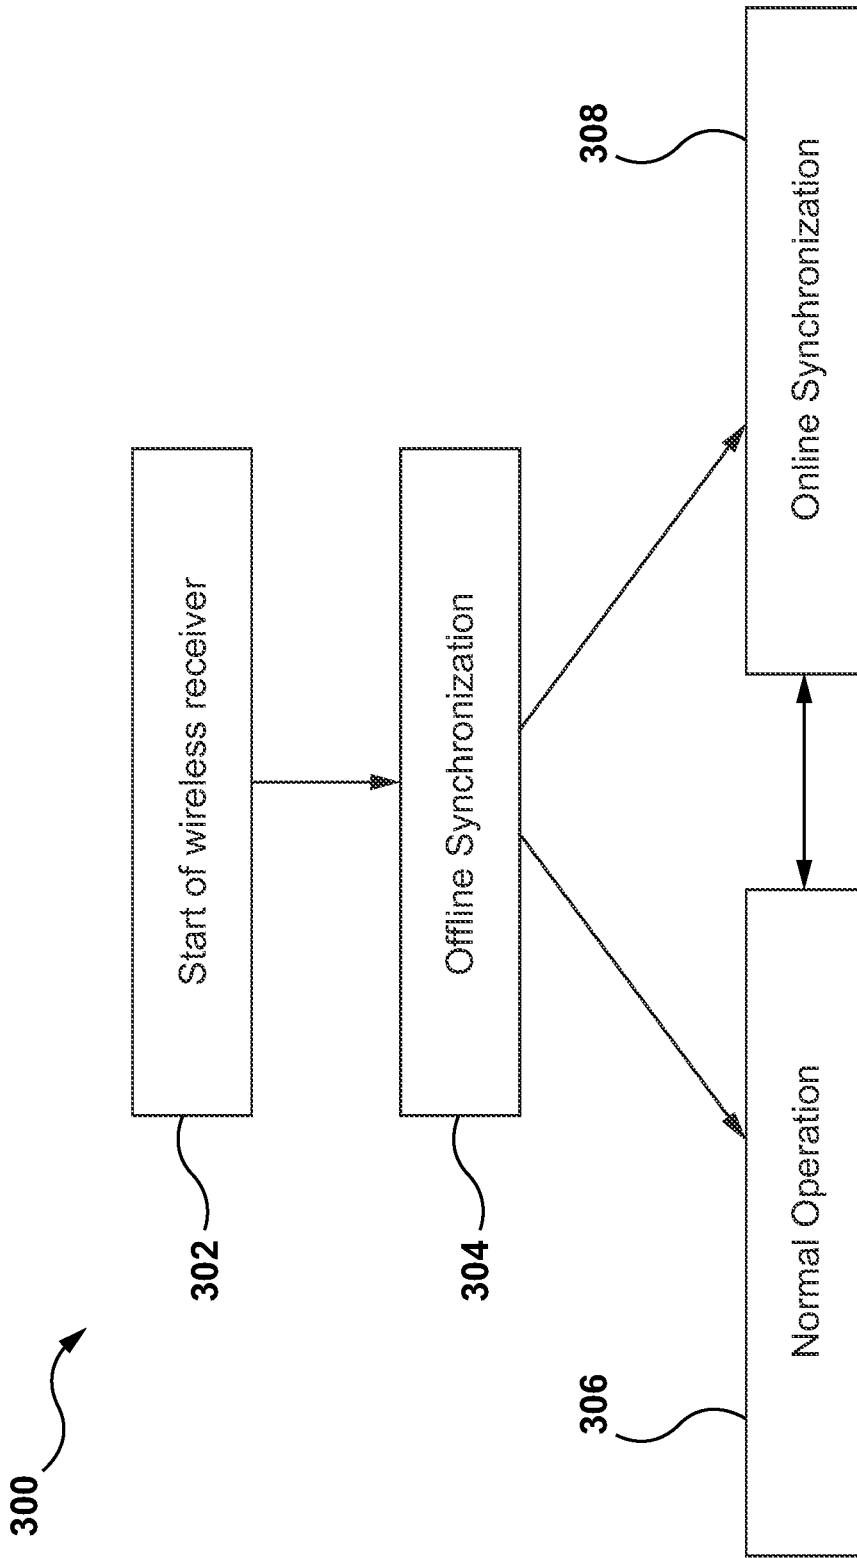 300
302
Start of wireless receiver
304
Offline Synchronization
306
Normal Operation
308
Online Synchronization